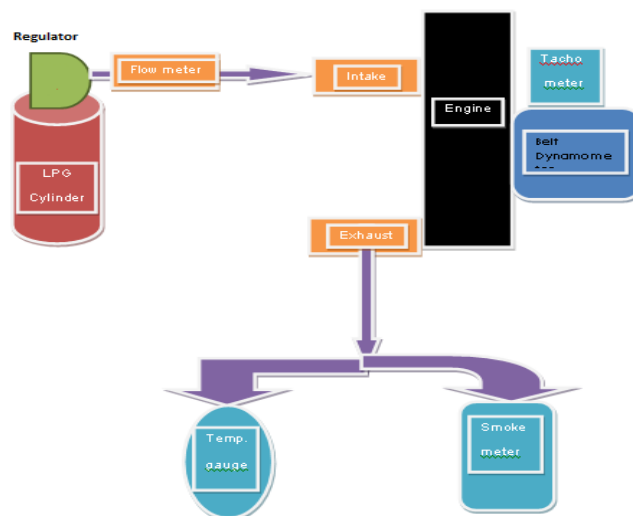 Regulator
Flow meter
Intake
Engine
Tacho
meter
Belt
Dynamome
LPG
Cylinder
Exhaust
Temp.
gauge
Smoke
meter